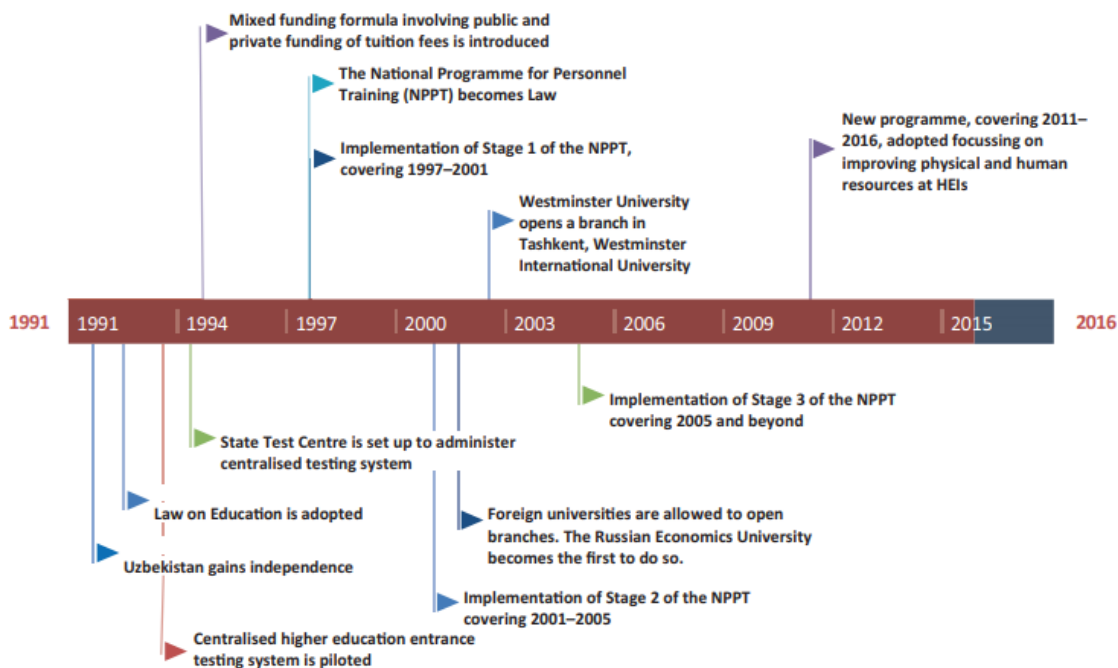 Mixed funding formula involving public and
private funding of tuition fees is introduced
The National Programme for Personnel
Training (NPPT) becomes Law
Implementation of Stage 1 of the NPPT,
covering 1997–2001
New programme, covering 2011–
2016, adopted focussing on
improving physical and human
resources at HEIs
Westminster University
opens a branch in
Tashkent, Westminster
International University
1991
1991
1994
1997
2000
2003
2006
2009
2012
2015
2016
Implementation of Stage 3 of the NPPT
covering 2005 and beyond
State Test Centre is set up to administer
centralised testing system
Law on Education is adopted
Foreign universities are allowed to open
branches. The Russian Economics University
becomes the first to do so.
Uzbekistan gains independence
Implementation of Stage 2 of the NPPT
covering 2001–2005
Centralised higher education entrance
testing system is piloted